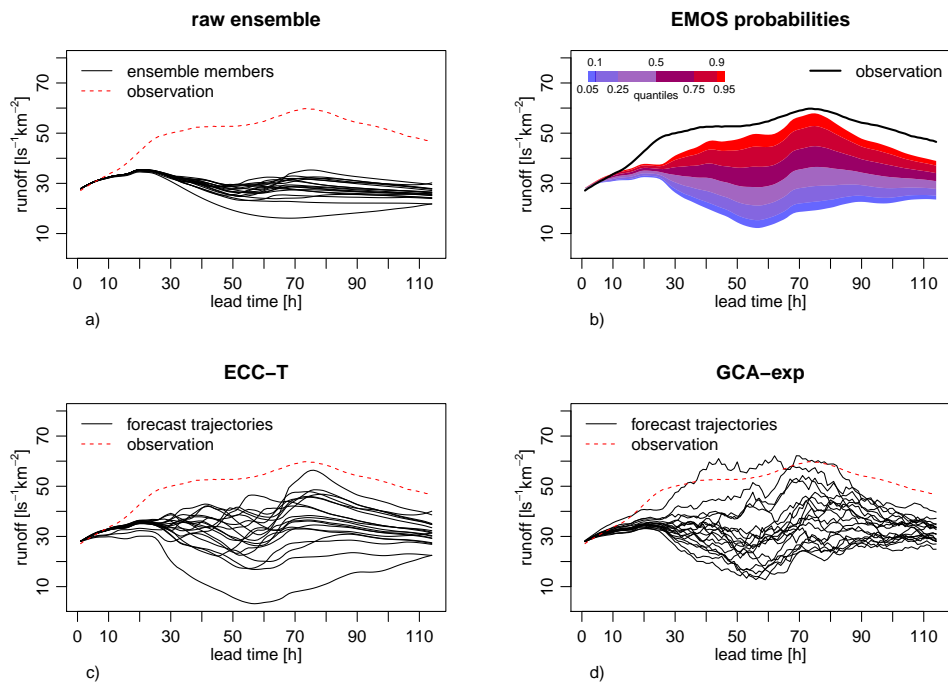 raw ensemble
ensemble members
observation
runoff [ls−1km−2]
10
30
50
70
0 10 30 50 70 90 110
lead time [h]
a)
EMOS probabilities
0.1 0.5 0.9
0.05 0.25 0.75 0.95
quantiles
observation
runoff [ls−1km−2]
10
30
50
70
0 10 30 50 70 90 110
lead time [h]
b)
ECC−T
forecast trajectories
observation
runoff [ls−1km−2]
10
30
50
70
0 10 30 50 70 90 110
lead time [h]
c)
GCA−exp
forecast trajectories
observation
runoff [ls−1km−2]
10
30
50
70
0 10 30 50 70 90 110
lead time [h]
d)